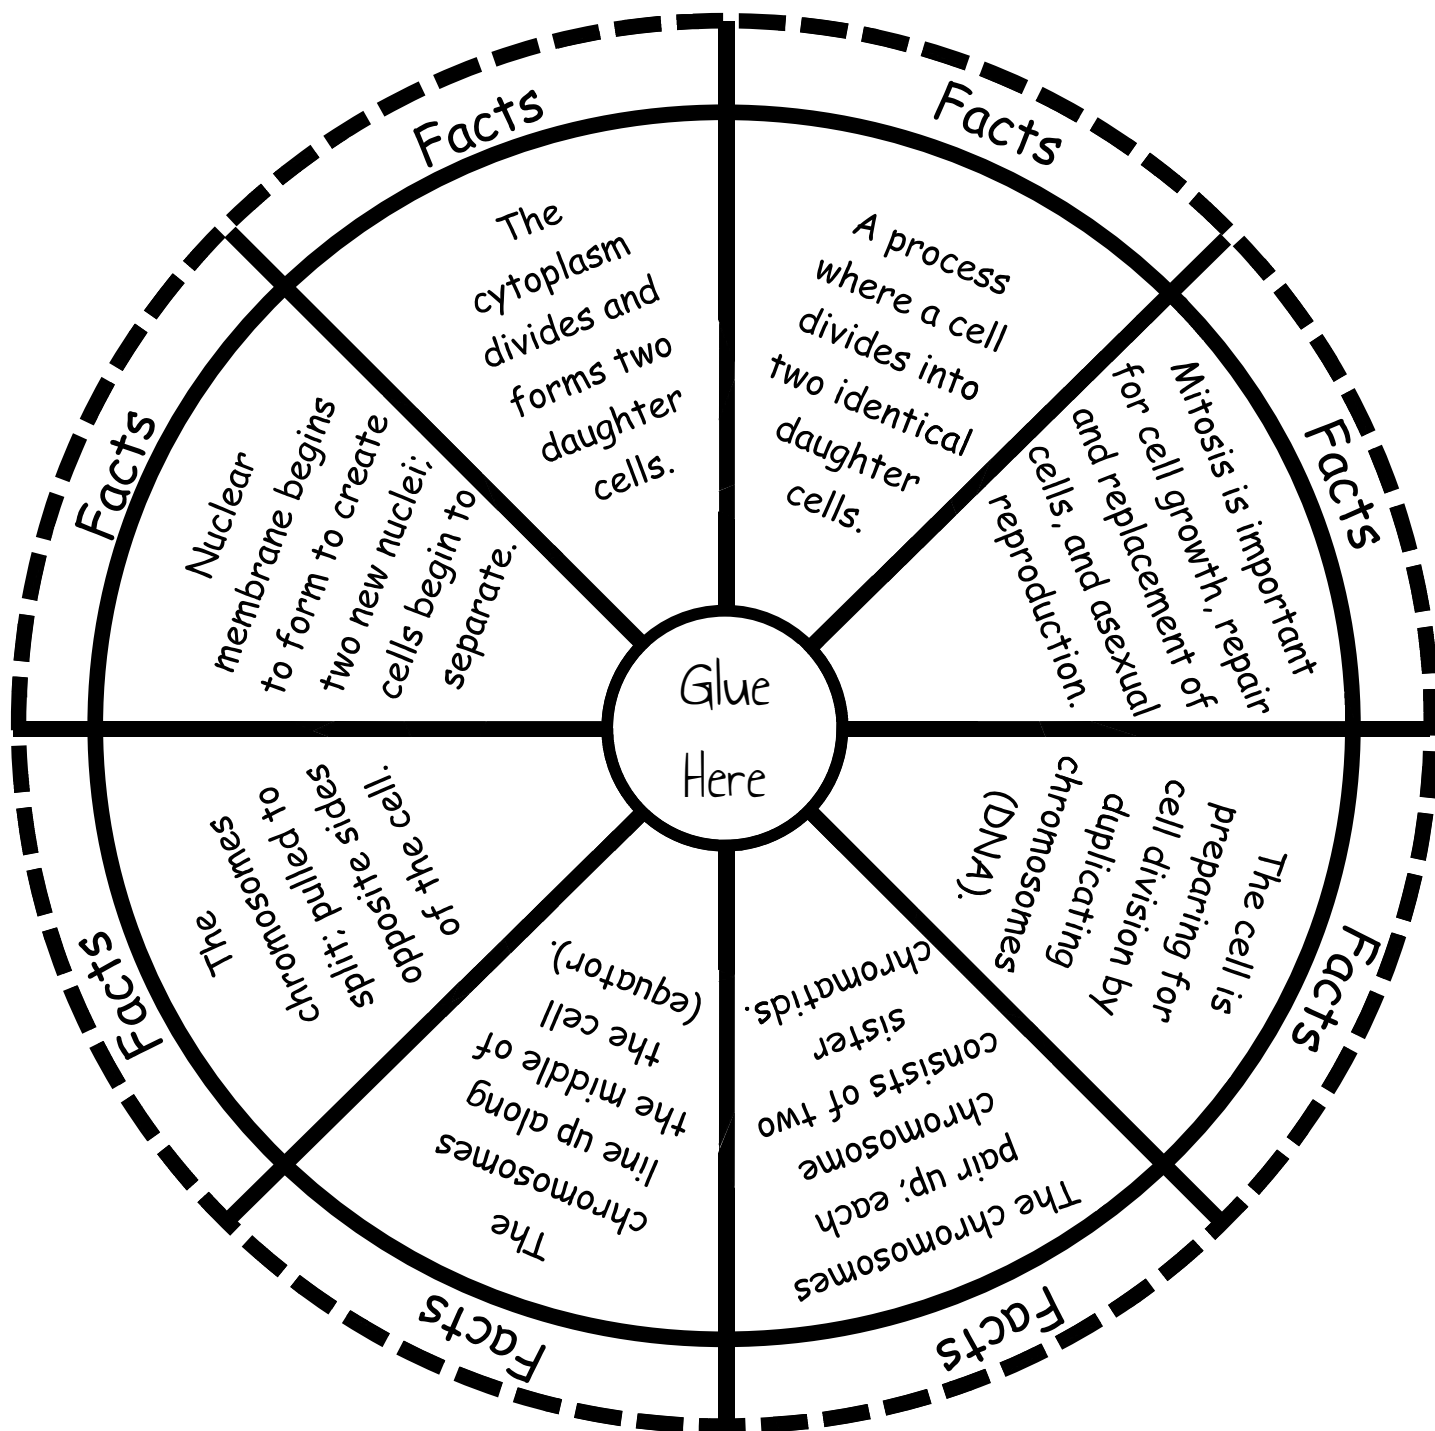 Facts
A process
where a cell
divides into
two identical
daughter
cells.
Facts
Mitosis is important
for cell growth, repair
and replacement of
cells, and asexual
reproduction.
Facts
The cell is
preparing for
cell division by
duplicating
chromosomes
(DNA).
Facts
The chromosomes
pair up; each
chromosome
consists of two
sister
chromatids.
Facts
The
chromosomes
line up along
the middle of
the cell
(equator).
Facts
The
chromosomes
split; pulled to
opposite sides
of the cell.
Facts
Nuclear
membrane begins
to form to create
two new nuclei;
cells begin to
separate.
Facts
The
cytoplasm
divides and
forms two
daughter
cells.
Glue
Here